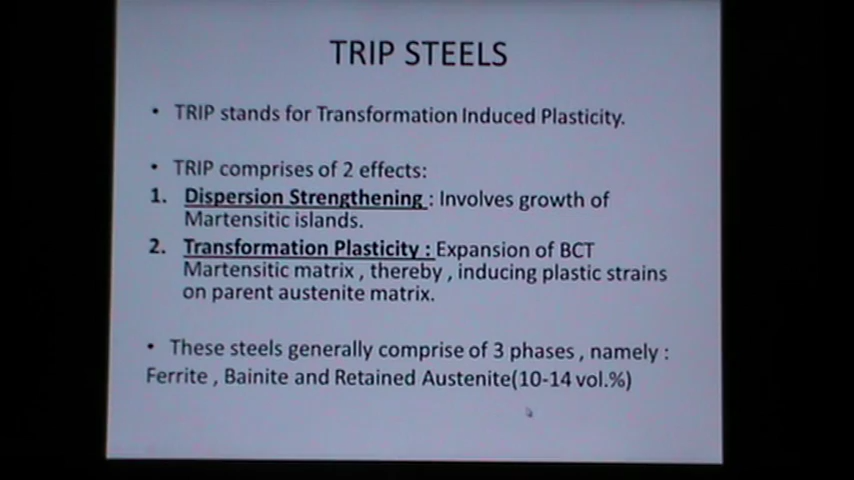 TRIP STEELS
• TRIP stands for Transformation Induced Plasticity.
• TRIP comprises of 2 effects:
1. Dispersion Strengthening : Involves growth of
Martensitic islands.
2. Transformation Plasticity : Expansion of BCT
Martensitic matrix , thereby , inducing plastic strains
on parent austenite matrix.
• These steels generally comprise of 3 phases , namely :
Ferrite , Bainite and Retained Austenite(10-14 vol.%)